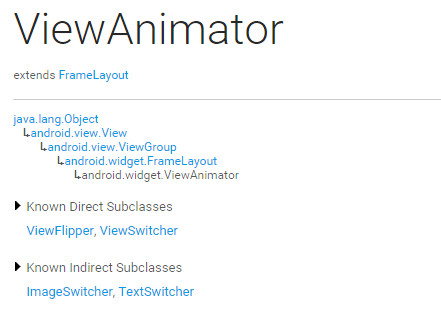 ViewAnimator
extends FrameLayout
java.lang.Object
↳android.view.View
↳android.view.ViewGroup
↳android.widget.FrameLayout
↳android.widget.ViewAnimator
Known Direct Subclasses
ViewFlipper, ViewSwitcher
Known Indirect Subclasses
ImageSwitcher, TextSwitcher